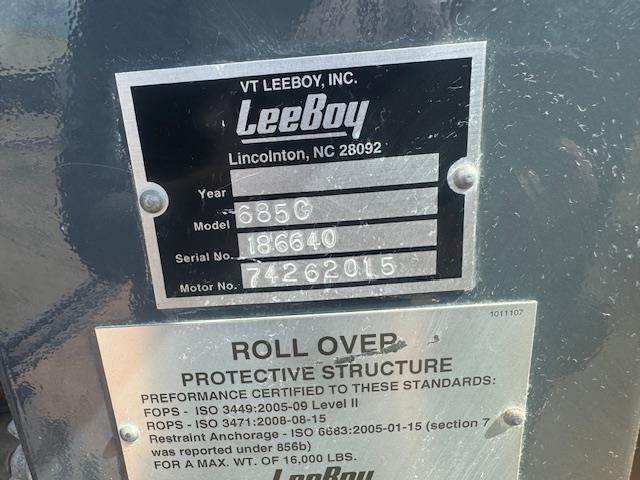 VT LEEBOY, INC.
LeeBoy
Lincolnton, NC 28092
Year
Model 685C
Serial No. 186640
Motor No. 74262015
1011107
ROLL OVER
PROTECTIVE STRUCTURE
PREFORMANCE CERTIFIED TO THESE STANDARDS:
FOPS - ISO 3449:2005-09 Level II
ROPS - ISO 3471:2008-08-15
Restraint Anchorage - ISO 6683:2005-01-15 (section 7
was reported under 856b)
FOR A MAX. WT. OF 16,000 LBS.
LeeBoy